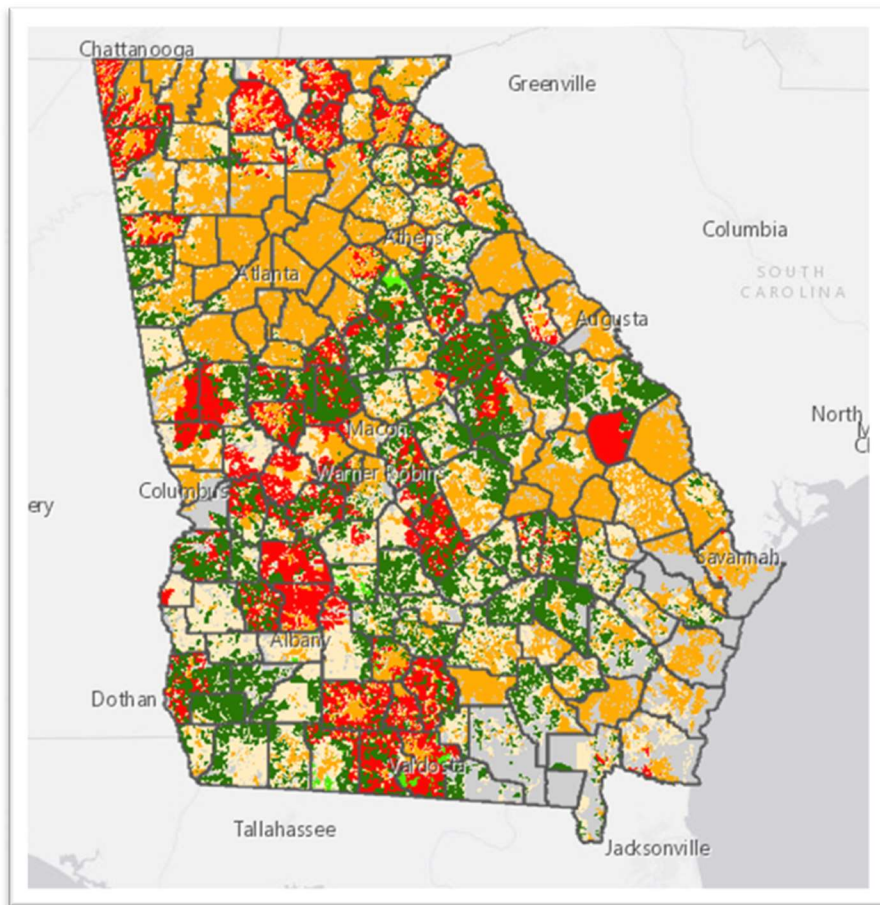 Chattanooga
Greenville
Columbia
Athens
SOUTH
CAROLINA
Atlanta
Augusta
North
M
Macon
Warner Robins
Columbus
ery
Savannah
Albany
Dothan
Valdosta
Tallahassee
Jacksonville